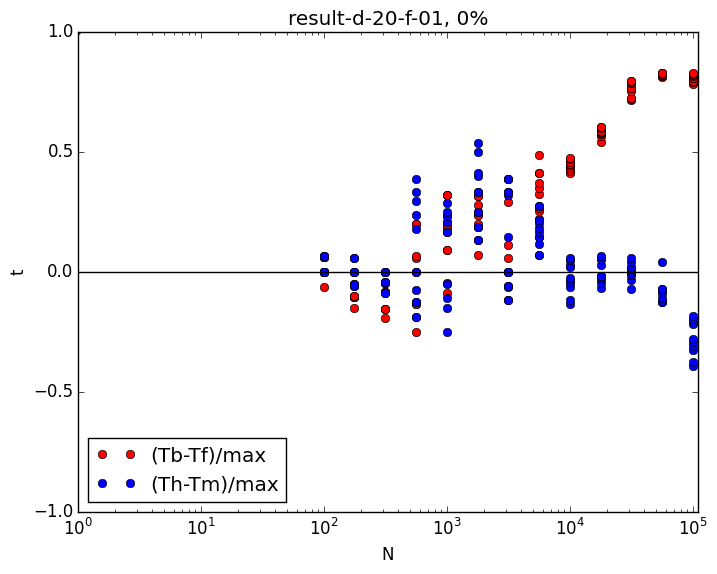 result-d-20-f-01, 0%
1.0
0.5
0.0
−0.5
−1.0
t
(Tb-Tf)/max
(Th-Tm)/max
10⁰ 10¹ 10² 10³ 10⁴ 10⁵
N